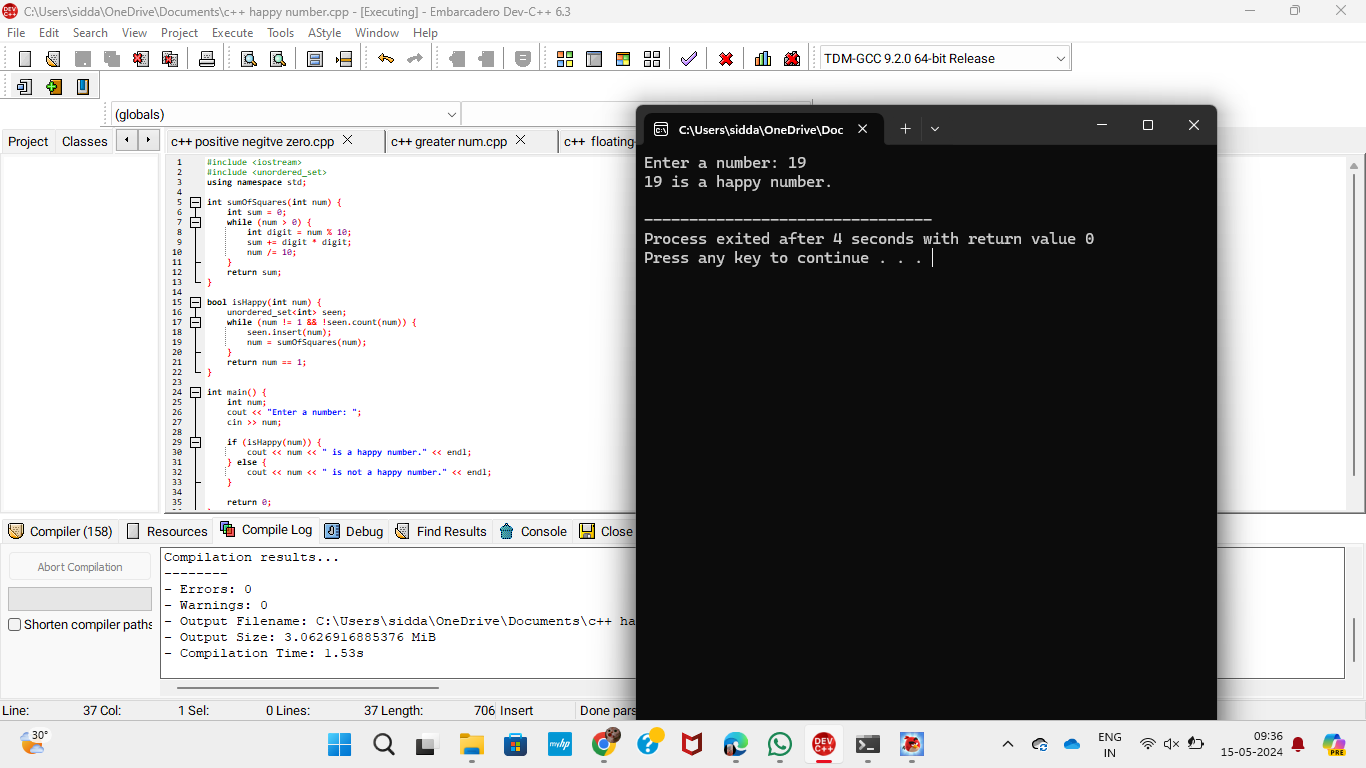 C:\Users\sidda\OneDrive\Documents\c++ happy number.cpp - [Executing] - Embarcadero Dev-C++ 6.3
File Edit Search View Project Execute Tools AStyle Window Help
TDM-GCC 9.2.0 64-bit Release
(globals)
Project Classes
c++ positive negitve zero.cpp
c++ greater num.cpp
c++ floating
1 #include <iostream>
2 #include <unordered_set>
3 using namespace std;
4
5 int sumOfSquares(int num) {
6 int sum = 0;
7 while (num > 0) {
8 int digit = num % 10;
9 sum += digit * digit;
10 num /= 10;
11 }
12 return sum;
13 }
14
15 bool isHappy(int num) {
16 unordered_set<int> seen;
17 while (num != 1 && !seen.count(num)) {
18 seen.insert(num);
19 num = sumOfSquares(num);
20 }
21 return num == 1;
22 }
23
24 int main() {
25 int num;
26 cout << "Enter a number: ";
27 cin >> num;
28
29 if (isHappy(num)) {
30 cout << num << " is a happy number." << endl;
31 } else {
32 cout << num << " is not a happy number." << endl;
33 }
34
35 return 0;
C:\Users\sidda\OneDrive\Doc
Enter a number: 19
19 is a happy number.
--------------------------------
Process exited after 4 seconds with return value 0
Press any key to continue . . .
Compiler (158) Resources Compile Log Debug Find Results Console Close
Abort Compilation
Shorten compiler paths
Compilation results...
--------
- Errors: 0
- Warnings: 0
- Output Filename: C:\Users\sidda\OneDrive\Documents\c++ ha
- Output Size: 3.0626916885376 MiB
- Compilation Time: 1.53s
Line: 37 Col: 1 Sel: 0 Lines: 37 Length: 706 Insert Done pars
30°
myhp
DEV C++
ENG
IN
09:36
15-05-2024
PRE